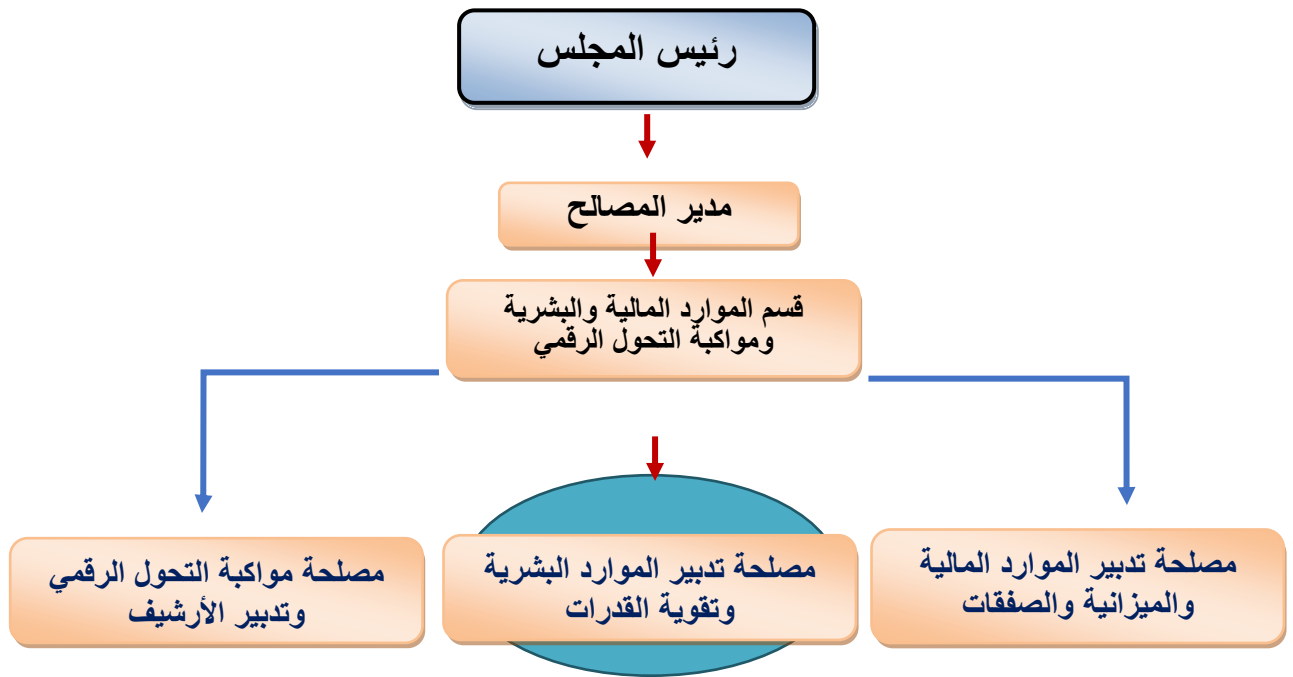 رئيس المجلس
مدير المصالح
قسم الموارد المالية والبشرية
ومواكبة التحول الرقمي
مصلحة تدبير الموارد المالية
والميزانية والصفقات
مصلحة تدبير الموارد البشرية
وتقوية القدرات
مصلحة مواكبة التحول الرقمي
وتدبير الأرشيف